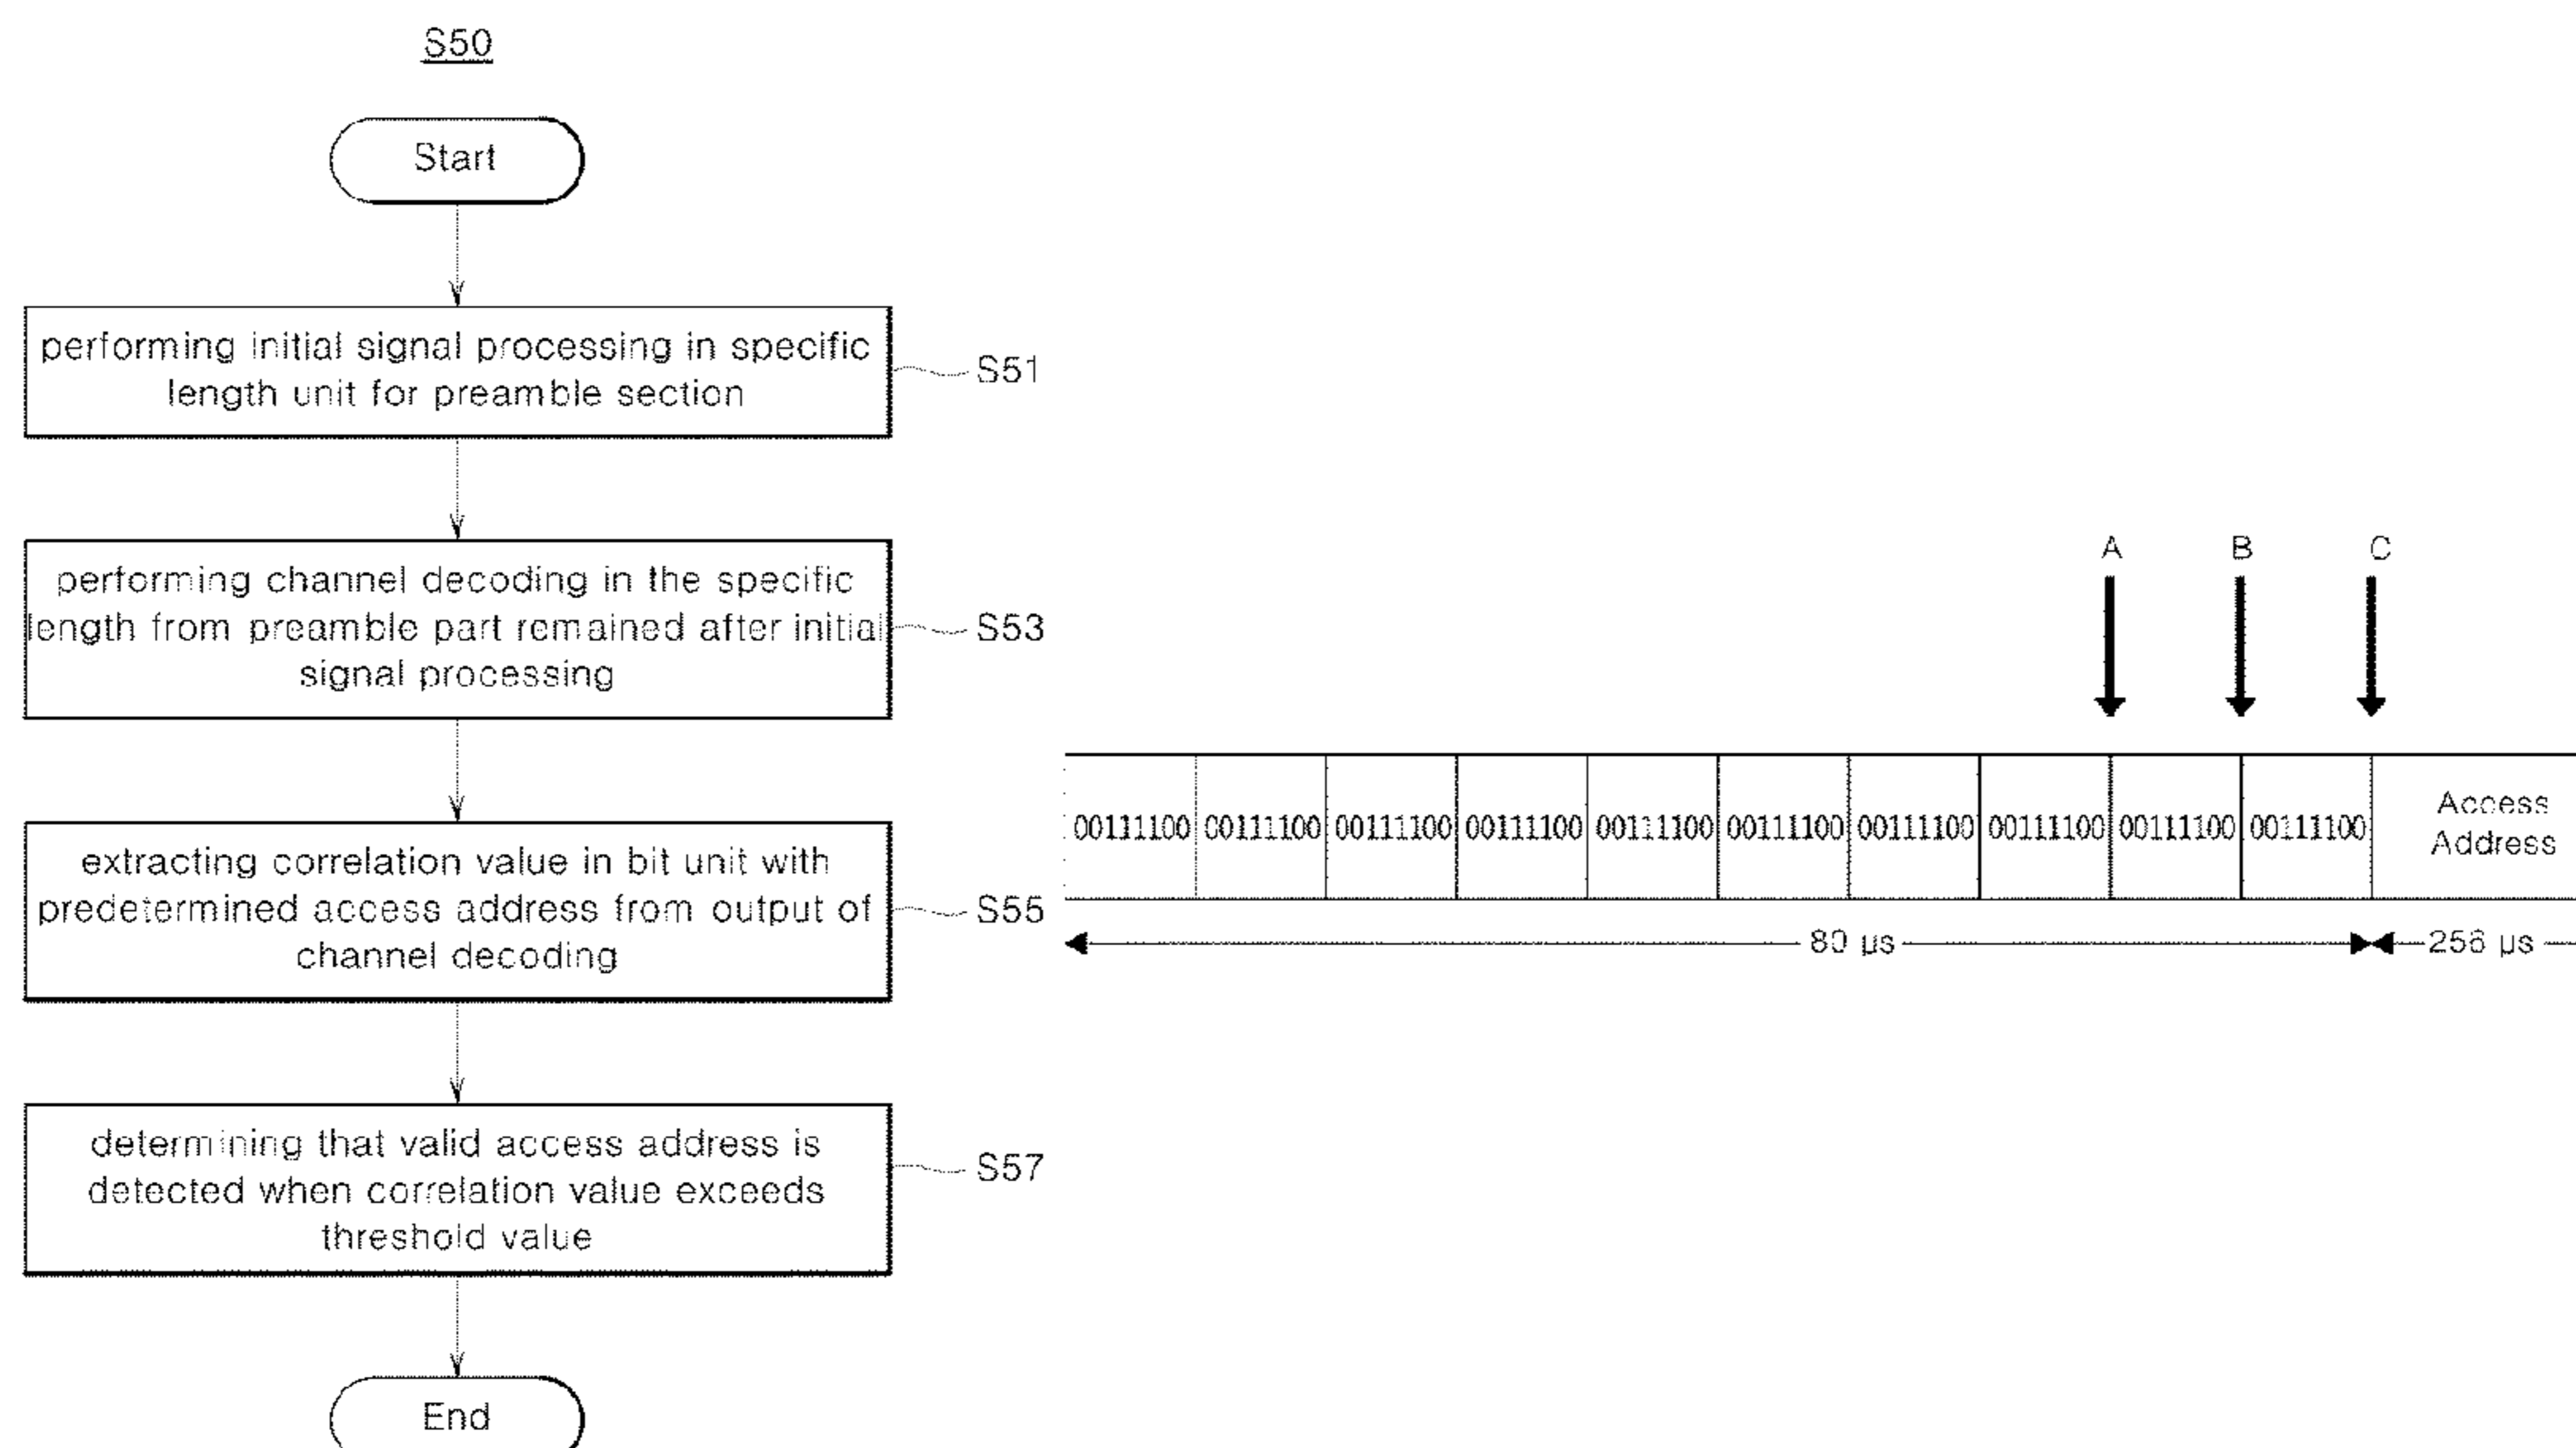 S50
Start
performing initial signal processing in specific
length unit for preamble section
S51
performing channel decoding in the specific
length from preamble part remained after initial
signal processing
S53
extracting correlation value in bit unit with
predetermined access address from output of
channel decoding
S55
determining that valid access address is
detected when correlation value exceeds
threshold value
S57
End
A B C
00111100 00111100 00111100 00111100 00111100 00111100 00111100 00111100 00111100 00111100
Access
Address
80 µs
256 µs